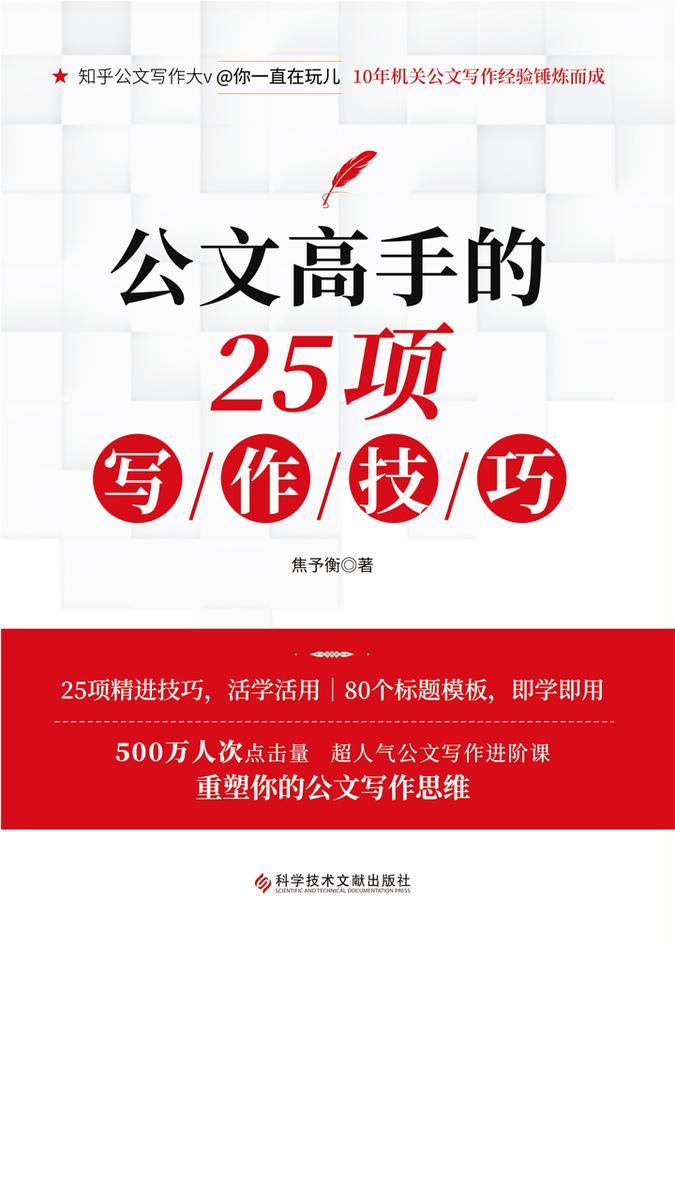 ★ 知乎公文写作大v @你一直在玩儿 10年机关公文写作经验锤炼而成
公文高手的
25项
写/作/技/巧
焦予衡◎著
25项精进技巧，活学活用｜80个标题模板，即学即用
500万人次点击量 超人气公文写作进阶课
重塑你的公文写作思维
科学技术文献出版社
SCIENTIFIC AND TECHNICAL DOCUMENTATION PRESS